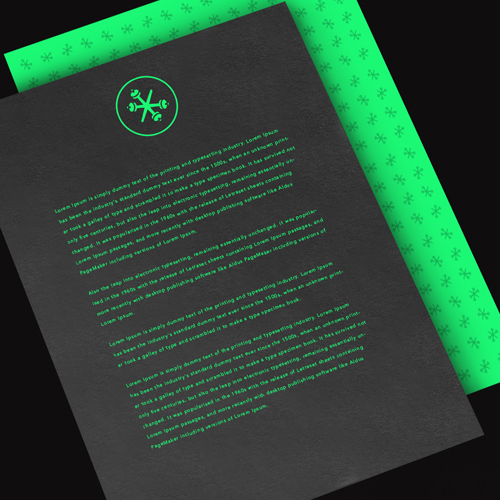 Lorem Ipsum is simply dummy text of the printing and typesetting industry. Lorem Ipsum
has been the industry's standard dummy text ever since the 1500s, when an unknown print-
er took a galley of type and scrambled it to make a type specimen book. It has survived not
only five centuries, but also the leap into electronic typesetting, remaining essentially un-
changed. It was popularised in the 1960s with the release of Letraset sheets containing
Lorem Ipsum passages, and more recently with desktop publishing software like Aldus
PageMaker including versions of Lorem Ipsum.
Also the leap into electronic typesetting, remaining essentially unchanged. It was popular-
ised in the 1960s with the release of Letraset sheets containing Lorem Ipsum passages, and
more recently with desktop publishing software like Aldus PageMaker including versions of
Lorem Ipsum.
Lorem Ipsum is simply dummy text of the printing and typesetting industry. Lorem Ipsum
has been the industry's standard dummy text ever since the 1500s, when an unknown print-
er took a galley of type and scrambled it to make a type specimen book.
Lorem Ipsum is simply dummy text of the printing and typesetting industry. Lorem Ipsum
has been the industry's standard dummy text ever since the 1500s, when an unknown print-
er took a galley of type and scrambled it to make a type specimen book. It has survived not
only five centuries, but also the leap into electronic typesetting, remaining essentially un-
changed. It was popularised in the 1960s with the release of Letraset sheets containing
Lorem Ipsum passages, and more recently with desktop publishing software like Aldus
PageMaker including versions of Lorem Ipsum.